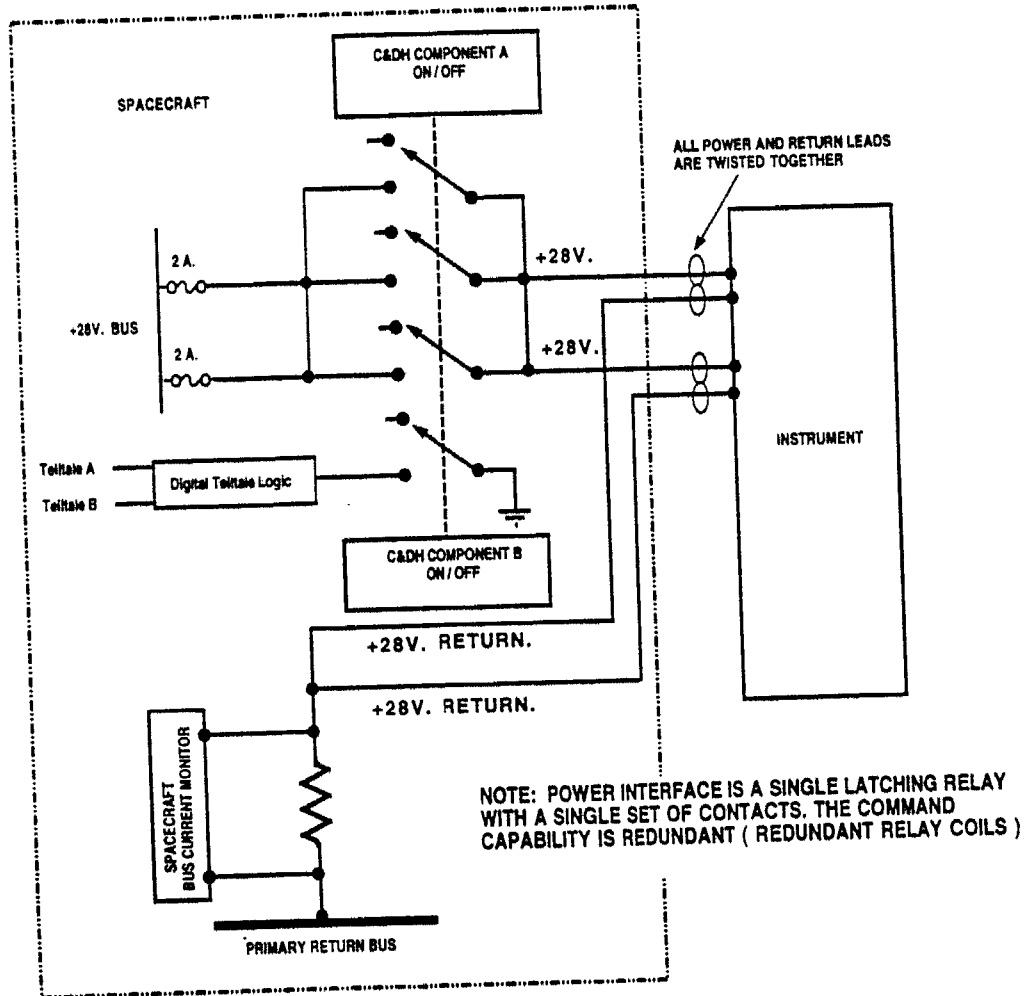 C&DH COMPONENT A
ON / OFF
SPACECRAFT
ALL POWER AND RETURN LEADS
ARE TWISTED TOGETHER
2 A.
+28V.
+28V. BUS
+28V.
2 A.
INSTRUMENT
Telltale A
Digital Telltale Logic
Telltale B
C&DH COMPONENT B
ON / OFF
+28V. RETURN.
+28V. RETURN.
SPACECRAFT
BUS CURRENT MONITOR
NOTE: POWER INTERFACE IS A SINGLE LATCHING RELAY
WITH A SINGLE SET OF CONTACTS. THE COMMAND
CAPABILITY IS REDUNDANT ( REDUNDANT RELAY COILS )
PRIMARY RETURN BUS